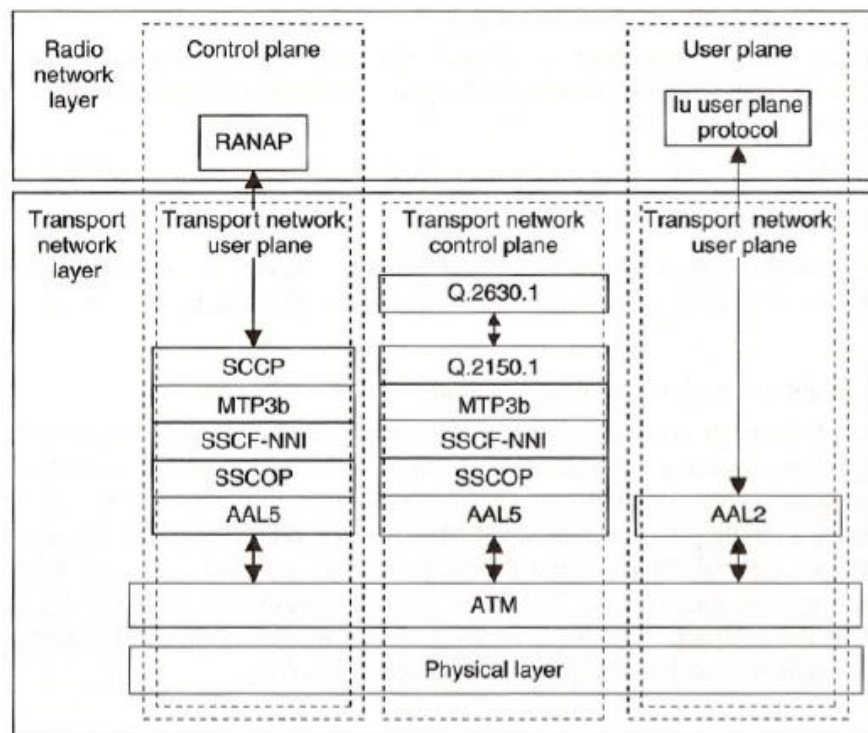 Radio
network
layer
Control plane
User plane
RANAP
Iu user plane
protocol
Transport
network
layer
Transport network
user plane
Transport network
control plane
Transport network
user plane
Q.2630.1
SCCP
MTP3b
SSCF-NNI
SSCOP
AAL5
Q.2150.1
MTP3b
SSCF-NNI
SSCOP
AAL5
AAL2
ATM
Physical layer